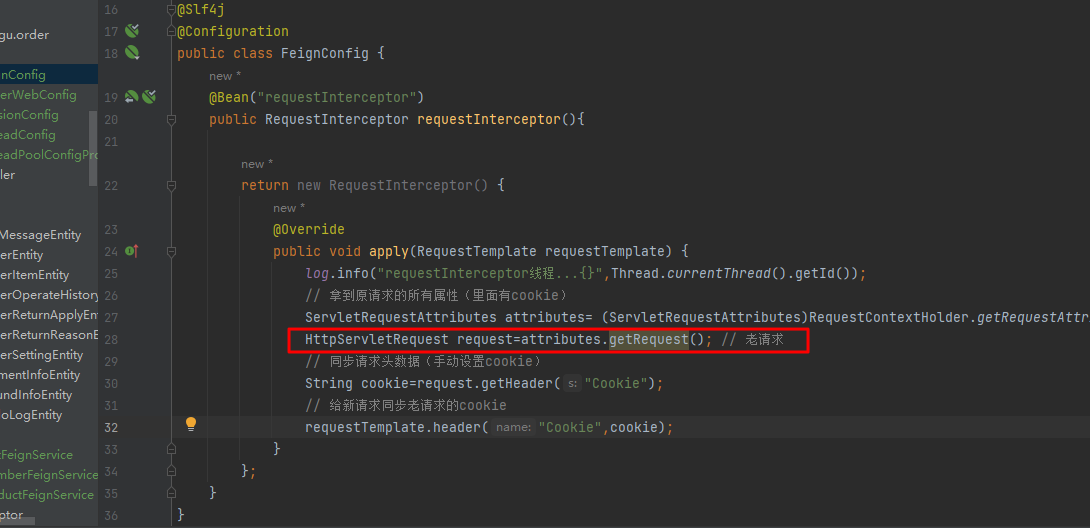 gu.order
nConfig
erWebConfig
sionConfig
eadConfig
eadPoolConfigPro
ler
MessageEntity
erEntity
erItemEntity
erOperateHistory
erReturnApplyEn
erReturnReasonE
erSettingEntity
mentInfoEntity
undInfoEntity
oLogEntity
tFeignService
mberFeignService
ductFeignService
ptor
16 @Slf4j
17 @Configuration
18 public class FeignConfig {
new *
19 @Bean("requestInterceptor")
20 public RequestInterceptor requestInterceptor(){
21
new *
22 return new RequestInterceptor() {
new *
23 @Override
24 public void apply(RequestTemplate requestTemplate) {
25 log.info("requestInterceptor线程...{}",Thread.currentThread().getId());
26 // 拿到原请求的所有属性（里面有cookie）
27 ServletRequestAttributes attributes= (ServletRequestAttributes)RequestContextHolder.getRequestAttr
28 HttpServletRequest request=attributes.getRequest(); // 老请求
29 // 同步请求头数据（手动设置cookie）
30 String cookie=request.getHeader( s: "Cookie");
31 // 给新请求同步老请求的cookie
32 requestTemplate.header( name: "Cookie",cookie);
33 }
34 };
35 }
36 }